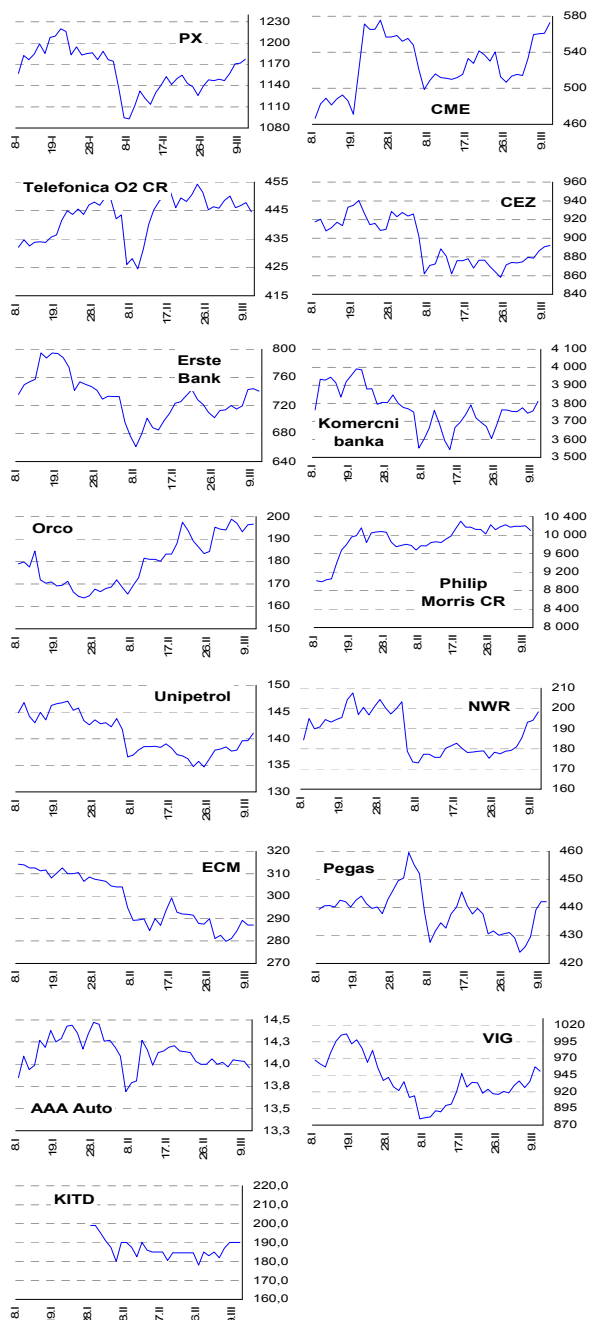 PX
1230
1200
1170
1140
1110
1080
8-I
19-I
28-I
8-II
17-II
26-II
9-III
CME
580
540
500
460
8.I
19.I
28.I
8.II
17.II
26.II
9.III
Telefonica O2 CR
455
445
435
425
415
8.I
19.I
28.I
8.II
17.II
26.II
9.III
CEZ
960
940
920
900
880
860
840
8.I
19.I
28.I
8.II
17.II
26.II
9.III
Erste
Bank
800
760
720
680
640
8.I
19.I
28.I
8.II
17.II
26.II
9.III
Komercni
banka
4 100
4 000
3 900
3 800
3 700
3 600
3 500
8.I
19.I
28.I
8.II
17.II
26.II
9.III
Orco
200
190
180
170
160
150
8.I
19.I
28.I
8.II
17.II
26.II
9.III
Philip
Morris CR
10 400
10 000
9 600
9 200
8 800
8 400
8 000
8.I
19.I
28.I
8.II
17.II
26.II
9.III
Unipetrol
150
145
140
135
130
8.I
19.I
28.I
8.II
17.II
26.II
9.III
NWR
210
200
190
180
170
160
8.I
19.I
28.I
8.II
17.II
26.II
9.III
ECM
320
310
300
290
280
270
8.I
19.I
28.I
8.II
17.II
26.II
9.III
Pegas
460
450
440
430
420
8.I
19.I
28.I
8.II
17.II
26.II
9.III
AAA Auto
14,5
14,3
14,0
13,8
13,5
13,3
8.I
19.I
28.I
8.II
17.II
26.II
9.III
VIG
1020
995
970
945
920
895
870
8.I
19.I
28.I
8.II
17.II
26.II
9.III
KITD
220,0
210,0
200,0
190,0
180,0
170,0
160,0
8.I
19.I
28.I
8.II
17.II
26.II
9.III